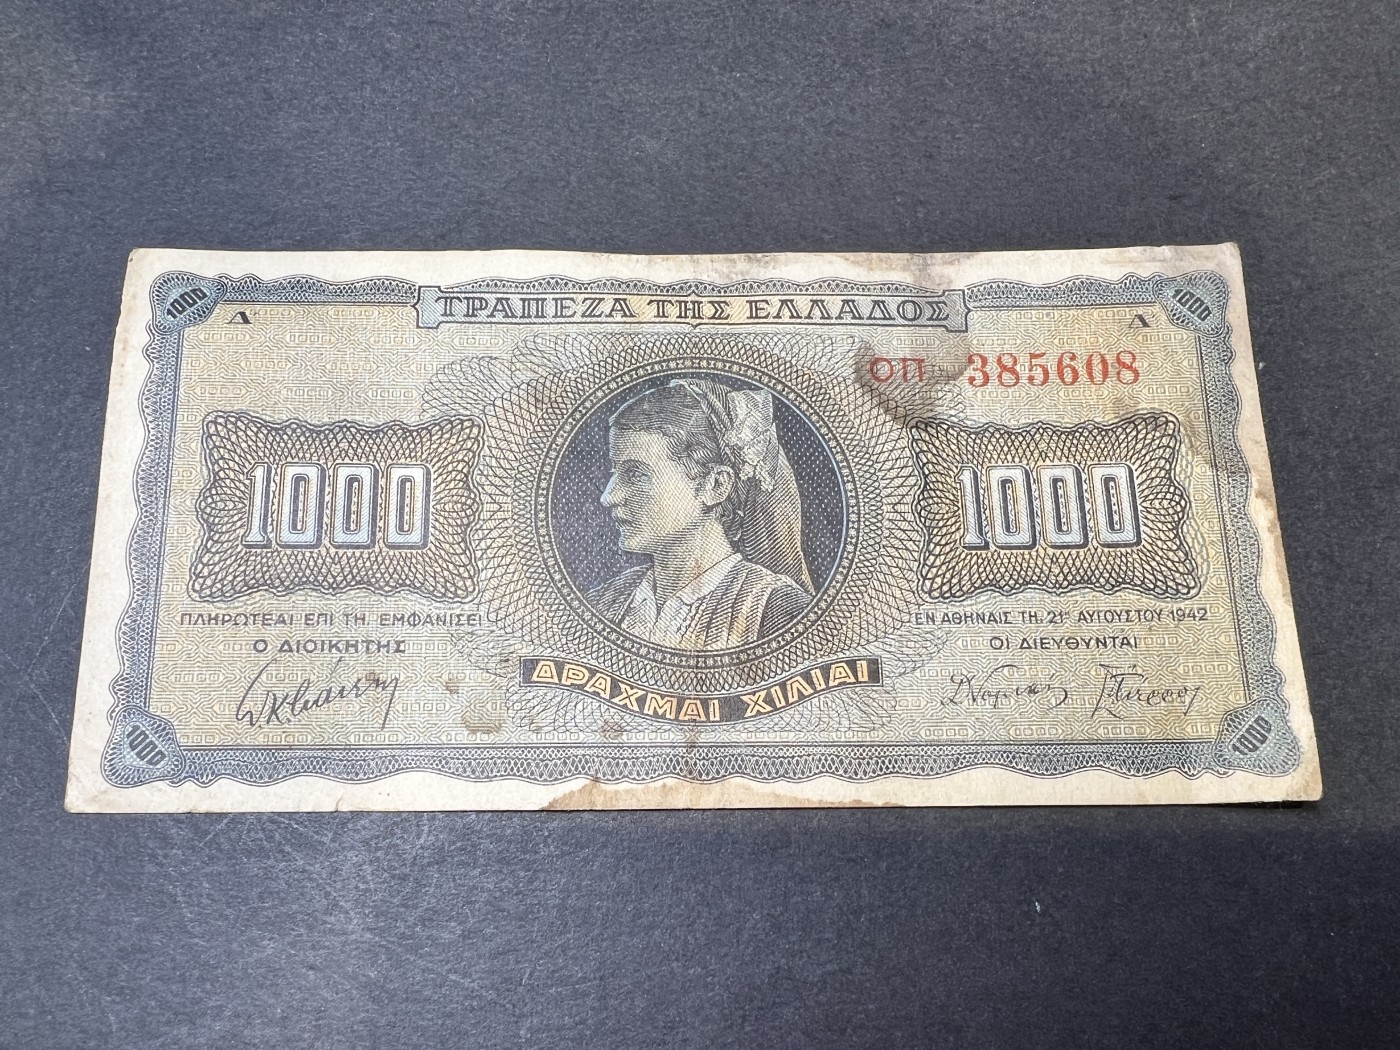 1000
1000
ΤΡΑΠΕΖΑ ΤΗΣ ΕΛΛΑΔΟΣ
Λ
Λ
ΟΠ - 385608
1000
1000
ΠΛΗΡΩΤΕΑΙ ΕΠΙ ΤΗ, ΕΜΦΑΝΙΣΕΙ
Ο ΔΙΟΙΚΗΤΗΣ
ΕΝ ΑΘΗΝΑΙΣ ΤΗ, 21ῃ ΑΥΓΟΥΣΤΟΥ 1942
ΟΙ ΔΙΕΥΘΥΝΤΑΙ
ΔΡΑΧΜΑΙ ΧΙΛΙΑΙ
1000
1000